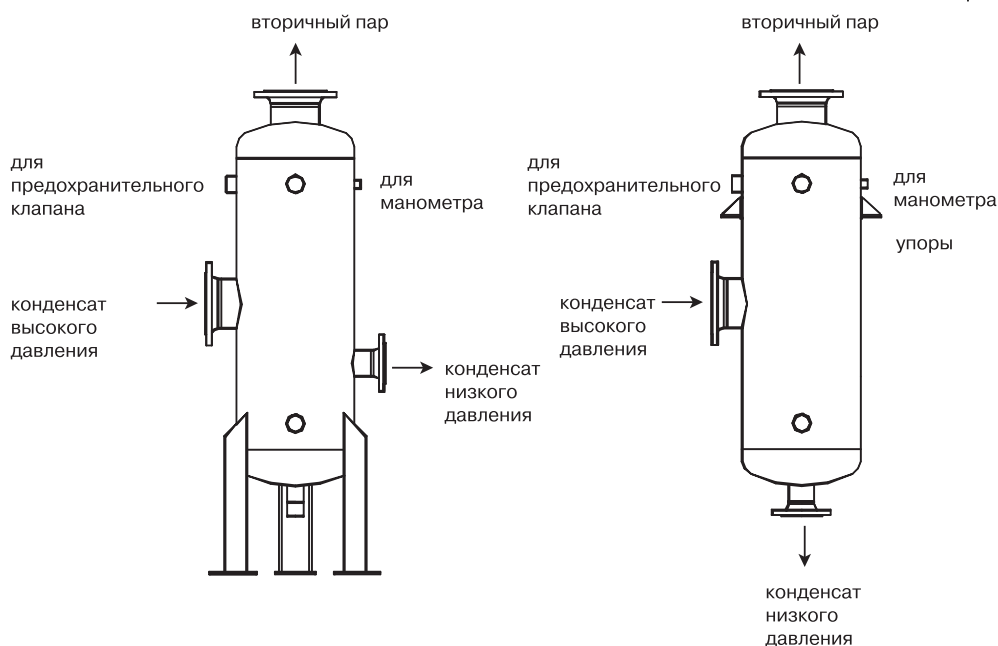 вторичный пар
для
предохранительного
клапана
для
манометра
конденсат
высокого
давления
конденсат
низкого
давления
вторичный пар
для
предохранительного
клапана
для
манометра
упоры
конденсат
высокого
давления
конденсат
низкого
давления